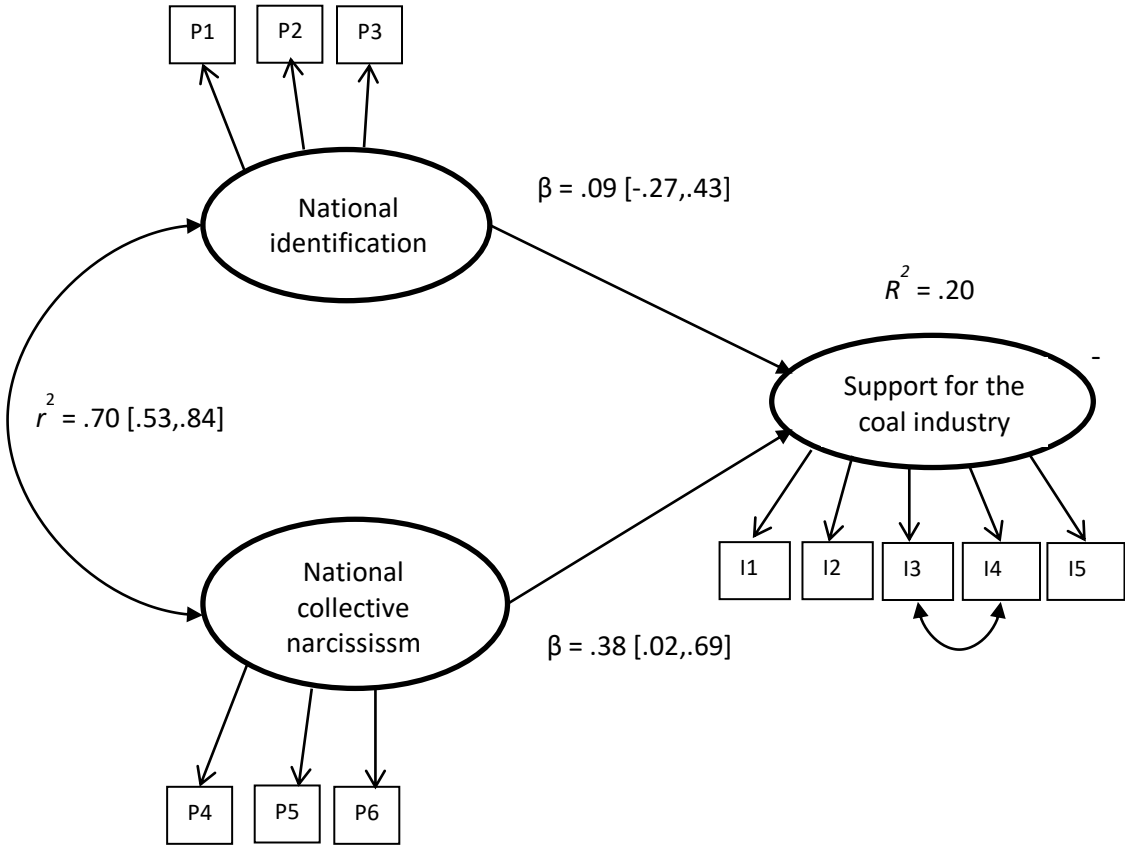 P1 P2 P3
National
identification
β = .09 [-.27,.43]
R² = .20
-
Support for the
coal industry
r² = .70 [.53,.84]
I1 I2 I3 I4 I5
National
collective
narcississm
β = .38 [.02,.69]
P4 P5 P6